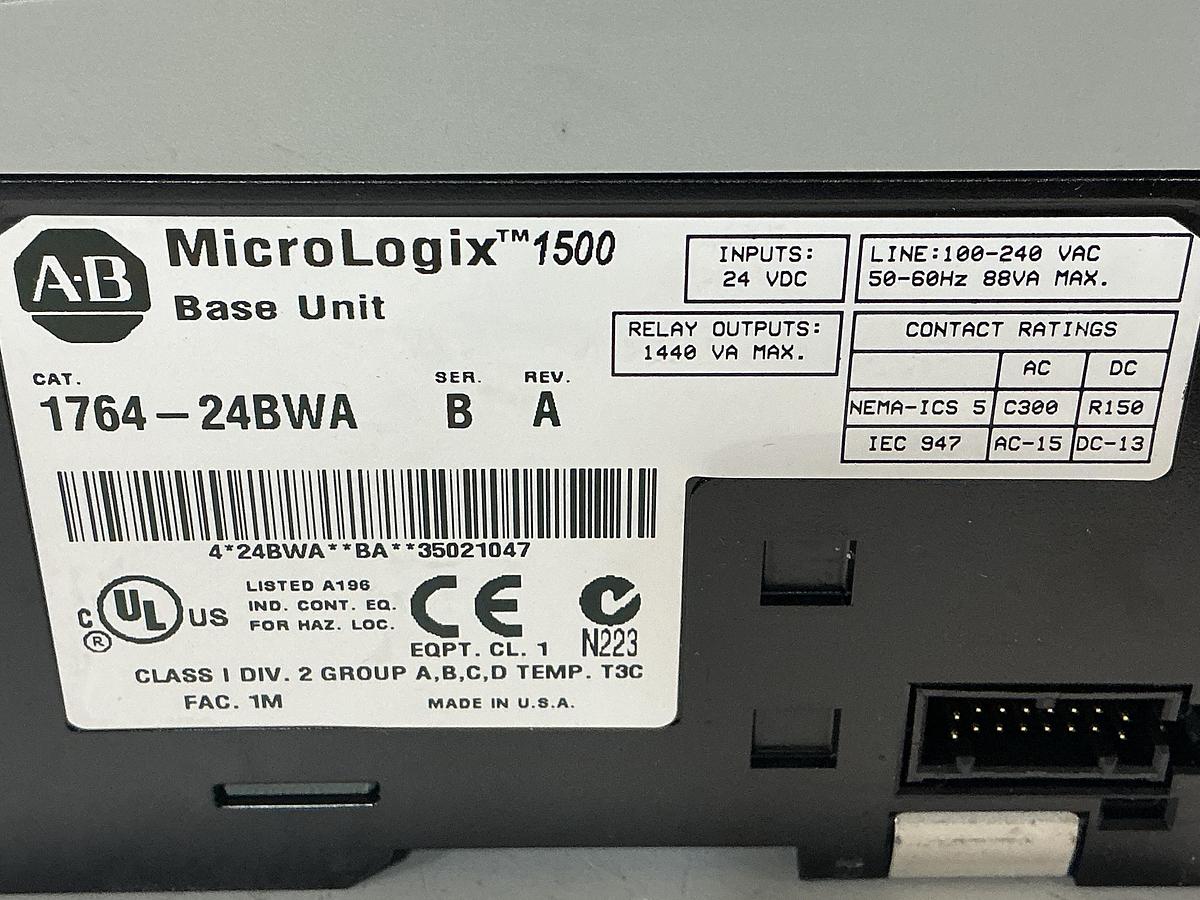 A-B
MicroLogix™ 1500
Base Unit
INPUTS:
24 VDC
LINE:100-240 VAC
50-60Hz 88VA MAX.
RELAY OUTPUTS:
1440 VA MAX.
CONTACT RATINGS
AC DC
NEMA-ICS 5 C300 R150
IEC 947 AC-15 DC-13
CAT. SER. REV.
1764-24BWA B A
4*24BWA**BA**35021047
C UL US ®
LISTED A196
IND. CONT. EQ.
FOR HAZ. LOC.
CE
EQPT. CL. 1
N223
CLASS I DIV. 2 GROUP A,B,C,D TEMP. T3C
FAC. 1M MADE IN U.S.A.